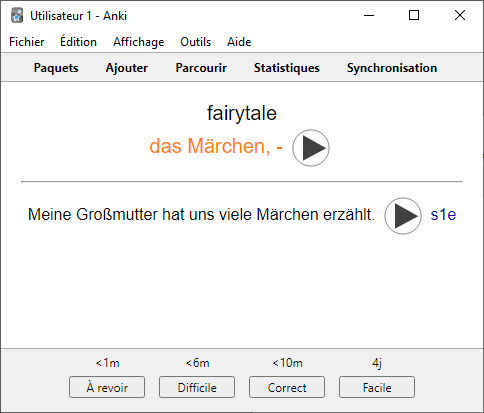 Utilisateur 1 - Anki
Fichier Édition Affichage Outils Aide
Paquets Ajouter Parcourir Statistiques Synchronisation
fairytale
das Märchen, -
Meine Großmutter hat uns viele Märchen erzählt. s1e
<1m <6m <10m 4j
À revoir Difficile Correct Facile